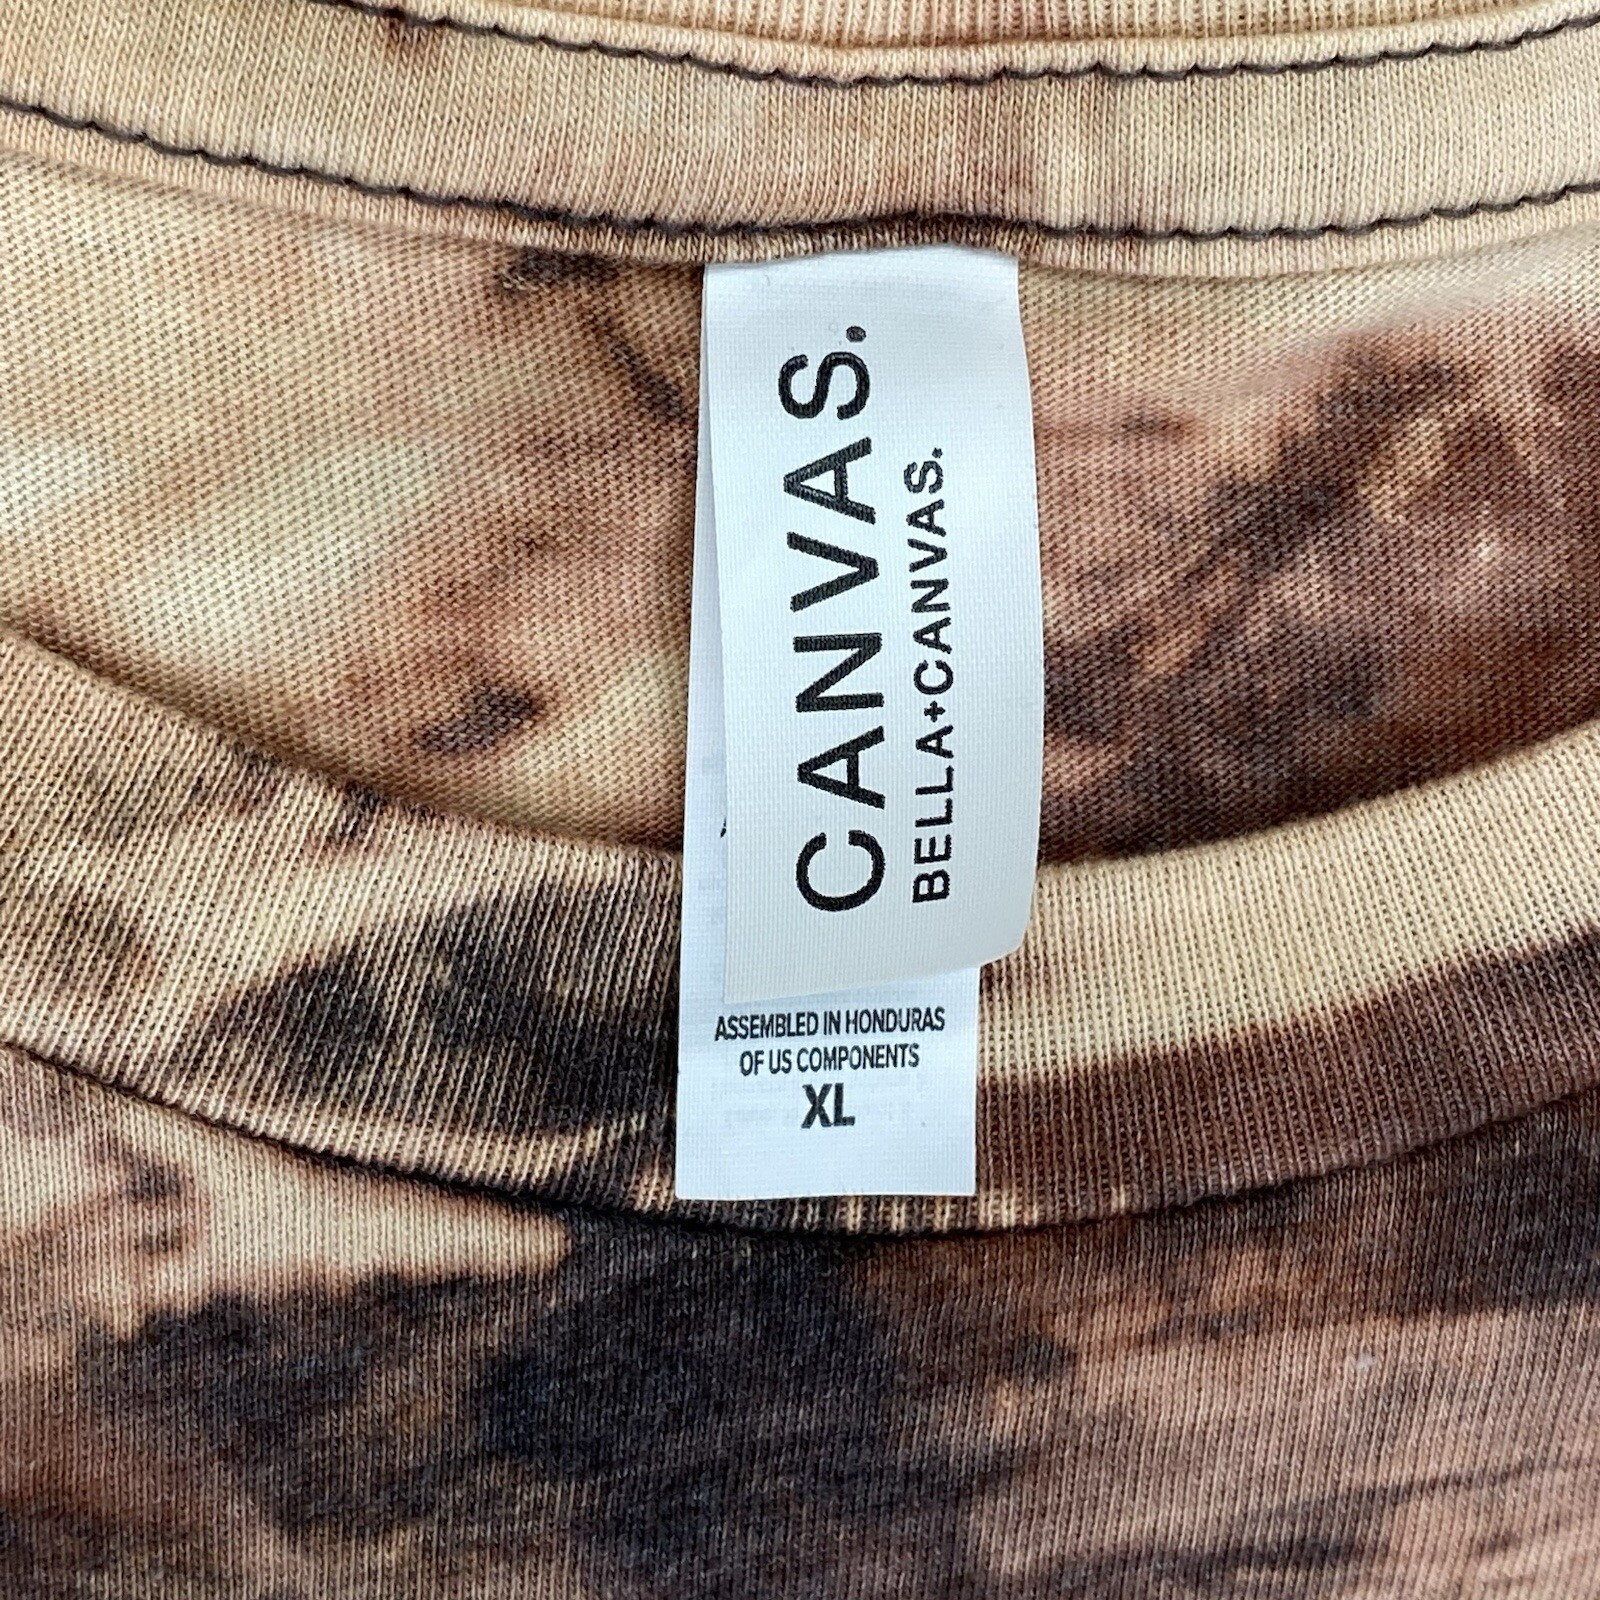 CANVAS.
BELLA+CANVAS.
ASSEMBLED IN HONDURAS
OF US COMPONENTS
XL